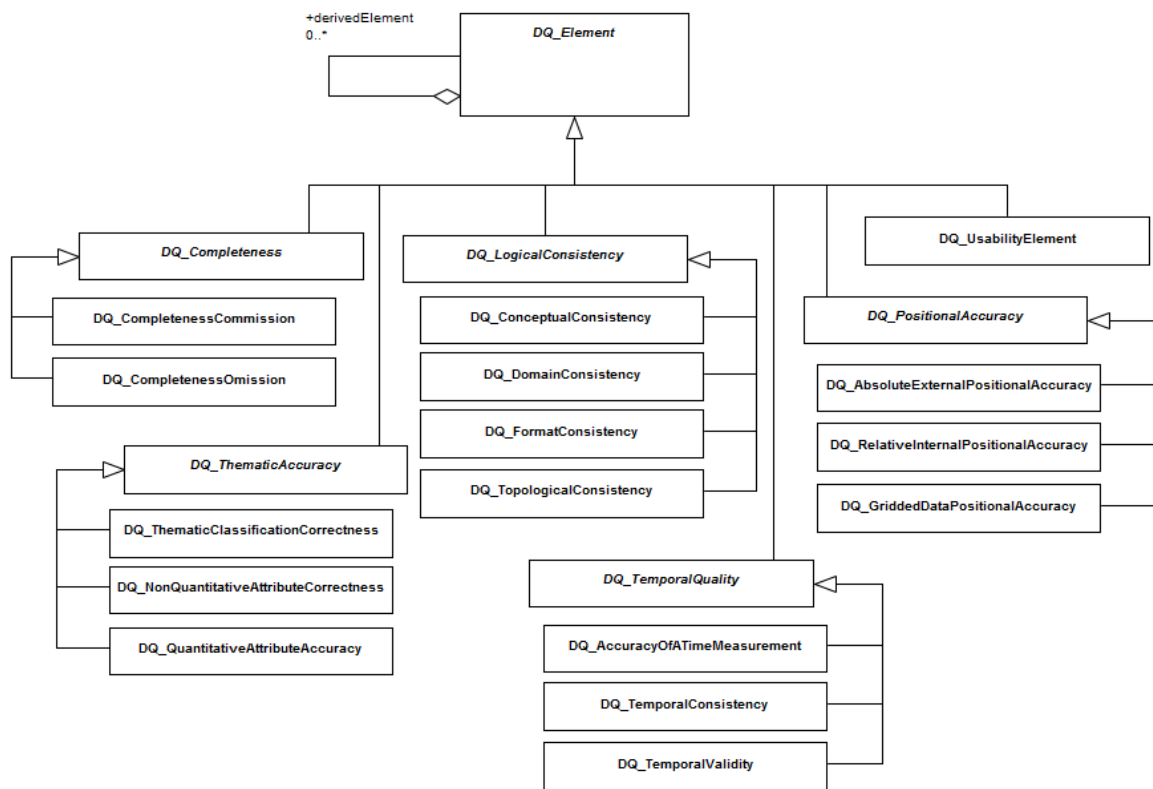 +derivedElement
0..*
DQ_Element
DQ_Completeness
DQ_CompletenessCommission
DQ_CompletenessOmission
DQ_ThematicAccuracy
DQ_ThematicClassificationCorrectness
DQ_NonQuantitativeAttributeCorrectness
DQ_QuantitativeAttributeAccuracy
DQ_LogicalConsistency
DQ_ConceptualConsistency
DQ_DomainConsistency
DQ_FormatConsistency
DQ_TopologicalConsistency
DQ_TemporalQuality
DQ_AccuracyOfATimeMeasurement
DQ_TemporalConsistency
DQ_TemporalValidity
DQ_UsabilityElement
DQ_PositionalAccuracy
DQ_AbsoluteExternalPositionalAccuracy
DQ_RelativeInternalPositionalAccuracy
DQ_GriddedDataPositionalAccuracy